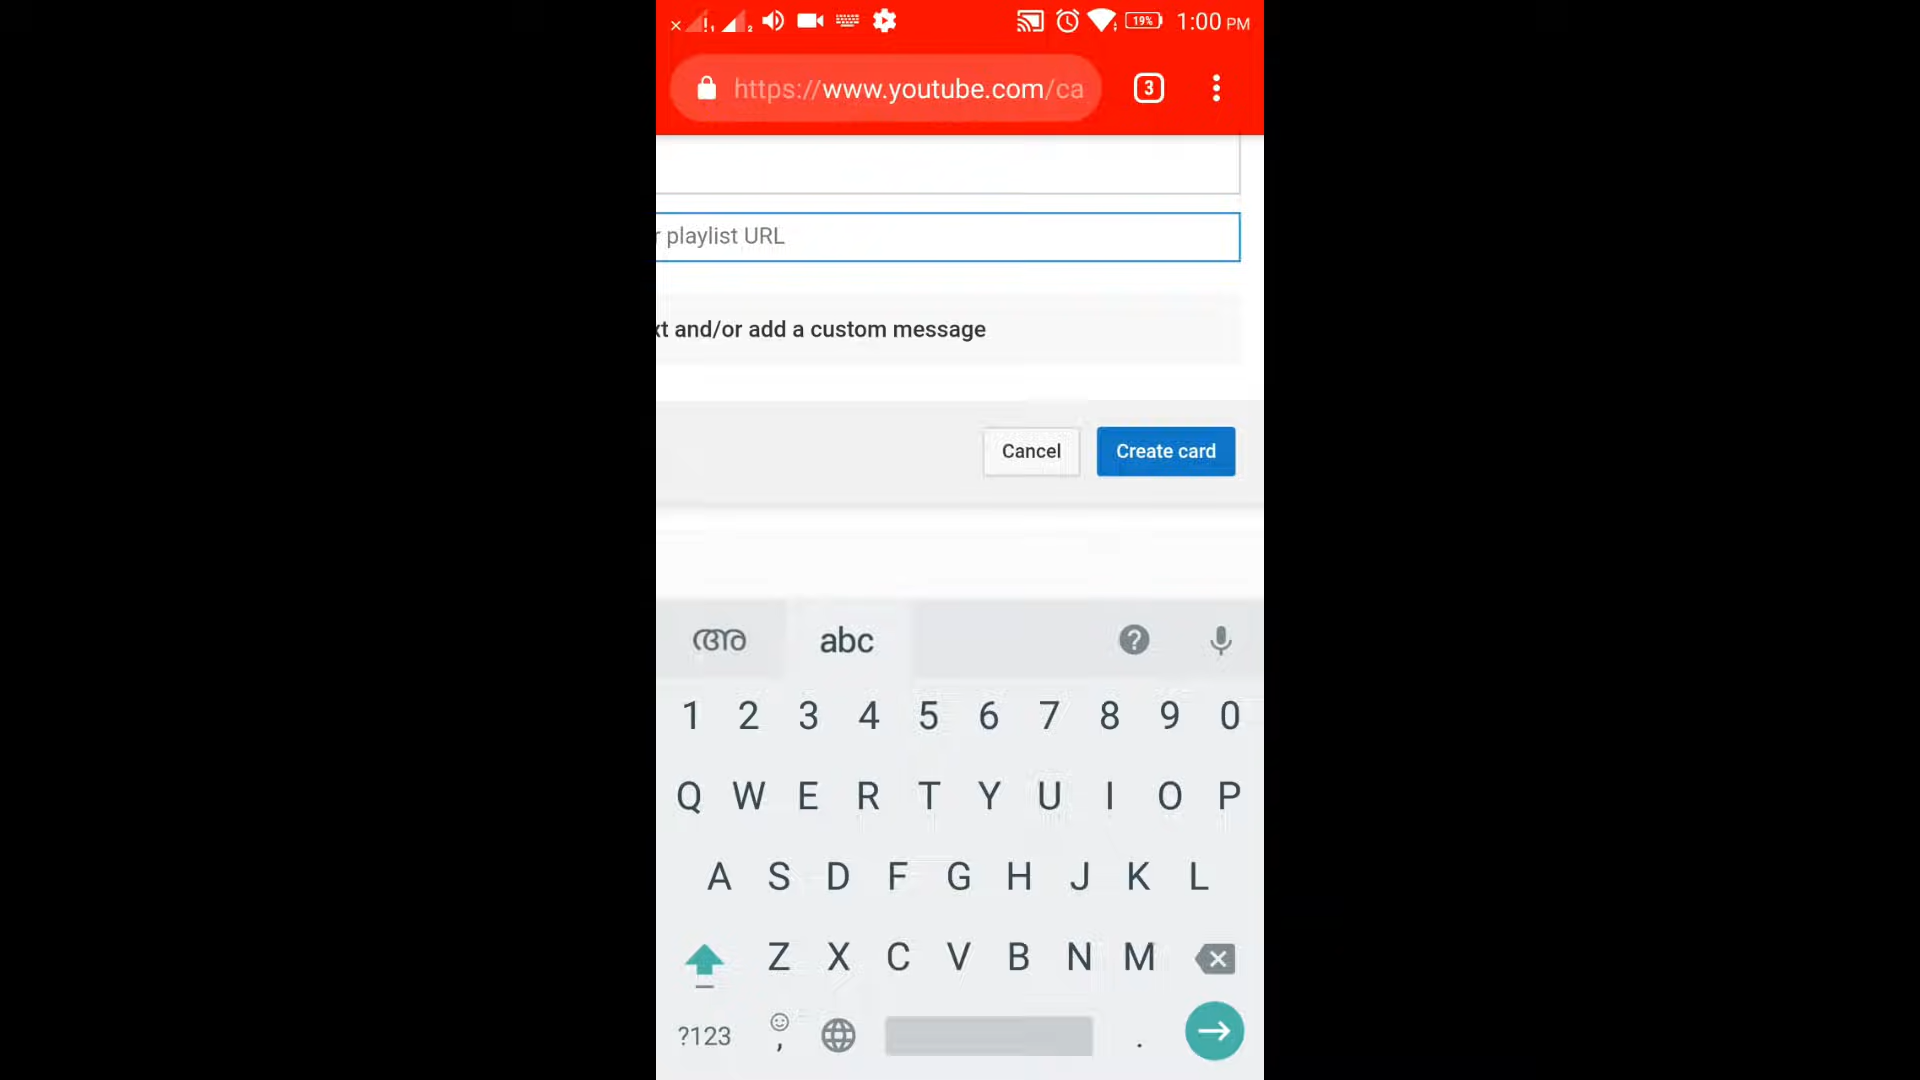 19% 1:00 PM
https://www.youtube.com/ca 3
r playlist URL
xt and/or add a custom message
Cancel Create card
അ abc
1 2 3 4 5 6 7 8 9 0
Q W E R T Y U I O P
A S D F G H J K L
Z X C V B N M
?123 , .